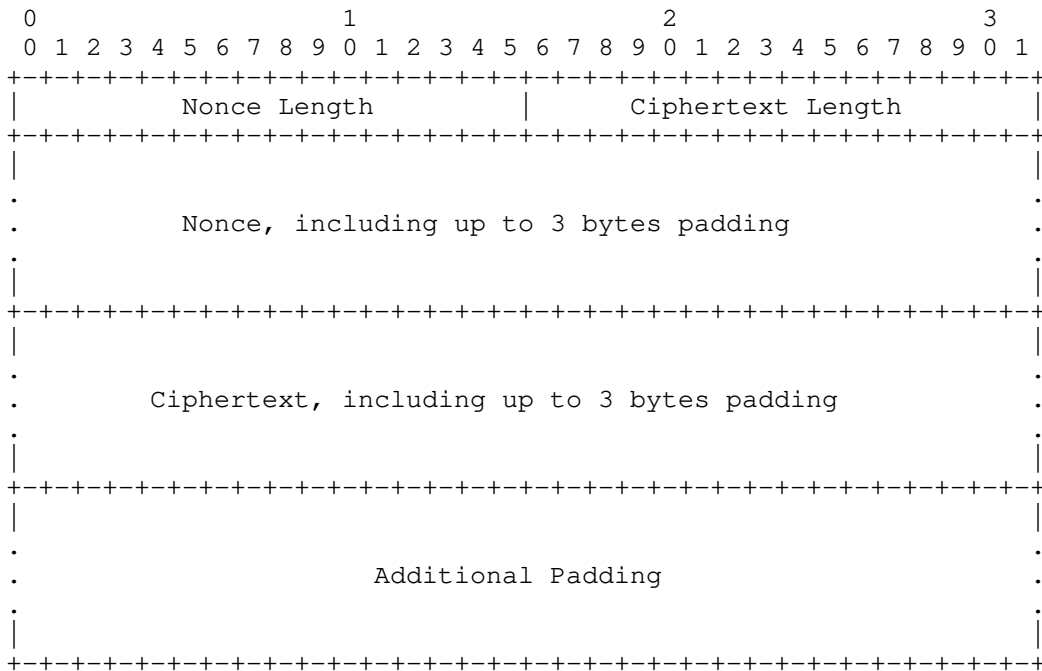 0                   1                   2                   3
 0 1 2 3 4 5 6 7 8 9 0 1 2 3 4 5 6 7 8 9 0 1 2 3 4 5 6 7 8 9 0 1
+-+-+-+-+-+-+-+-+-+-+-+-+-+-+-+-+-+-+-+-+-+-+-+-+-+-+-+-+-+-+-+-+
|          Nonce Length         |      Ciphertext Length        |
+-+-+-+-+-+-+-+-+-+-+-+-+-+-+-+-+-+-+-+-+-+-+-+-+-+-+-+-+-+-+-+-+
|                                                               |
.                                                               .
.          Nonce, including up to 3 bytes padding               .
.                                                               .
|                                                               |
+-+-+-+-+-+-+-+-+-+-+-+-+-+-+-+-+-+-+-+-+-+-+-+-+-+-+-+-+-+-+-+-+
|                                                               |
.                                                               .
.        Ciphertext, including up to 3 bytes padding            .
.                                                               .
|                                                               |
+-+-+-+-+-+-+-+-+-+-+-+-+-+-+-+-+-+-+-+-+-+-+-+-+-+-+-+-+-+-+-+-+
|                                                               |
.                                                               .
.                      Additional Padding                       .
.                                                               .
|                                                               |
+-+-+-+-+-+-+-+-+-+-+-+-+-+-+-+-+-+-+-+-+-+-+-+-+-+-+-+-+-+-+-+-+